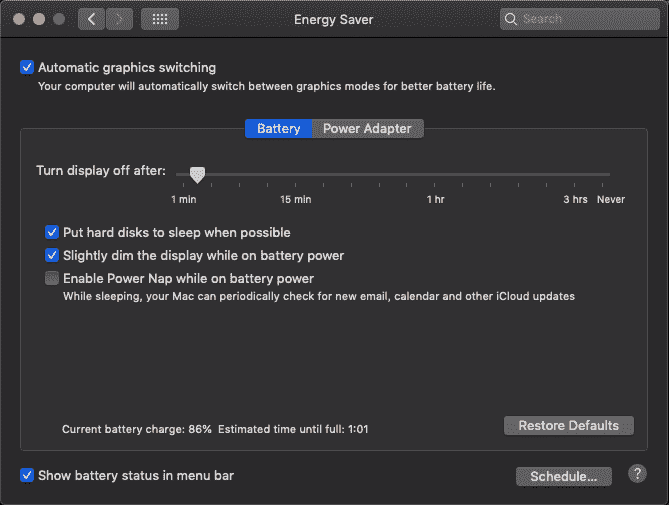 Energy Saver
Search
Automatic graphics switching
Your computer will automatically switch between graphics modes for better battery life.
Battery Power Adapter
Turn display off after:
1 min 15 min 1 hr 3 hrs Never
Put hard disks to sleep when possible
Slightly dim the display while on battery power
Enable Power Nap while on battery power
While sleeping, your Mac can periodically check for new email, calendar and other iCloud updates
Current battery charge: 86% Estimated time until full: 1:01
Restore Defaults
Show battery status in menu bar
Schedule...
?